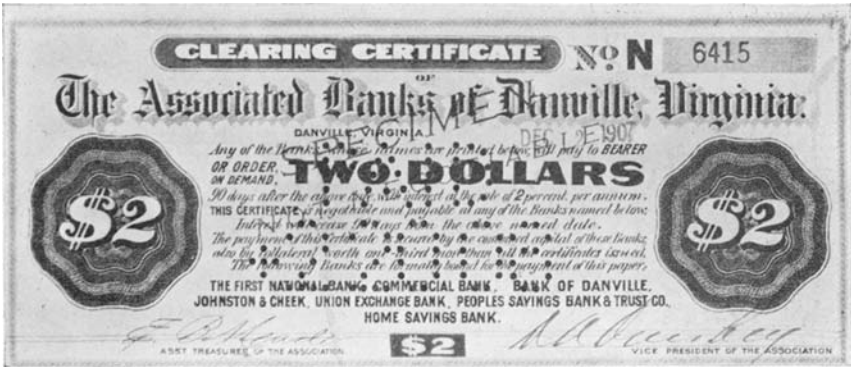 CLEARING CERTIFICATE No N 6415
OF
The Associated Banks of Danville, Virginia.
DANVILLE, VIRGINIA. DEC 12 1907
SPECIMEN
Any of the Banks whose names are printed below, will pay to BEARER
OR ORDER,
ON DEMAND, TWO DOLLARS
90 days after the above date, with interest at the rate of 2 percent. per annum.
THIS CERTIFICATE is negotiable and payable at any of the Banks named below.
Interest will cease 90 days from the above named date.
The payment of this Certificate is secured by the combined capital of these Banks,
also by collateral worth one-third more than all the certificates issued.
The following Banks are formally bound for the payment of this paper,
$2 $2
THE FIRST NATIONAL BANK, COMMERCIAL BANK, BANK OF DANVILLE,
JOHNSTON & CHEEK, UNION EXCHANGE BANK, PEOPLES SAVINGS BANK & TRUST CO.,
HOME SAVINGS BANK.
ASST TREASURER OF THE ASSOCIATION $2 VICE PRESIDENT OF THE ASSOCIATION